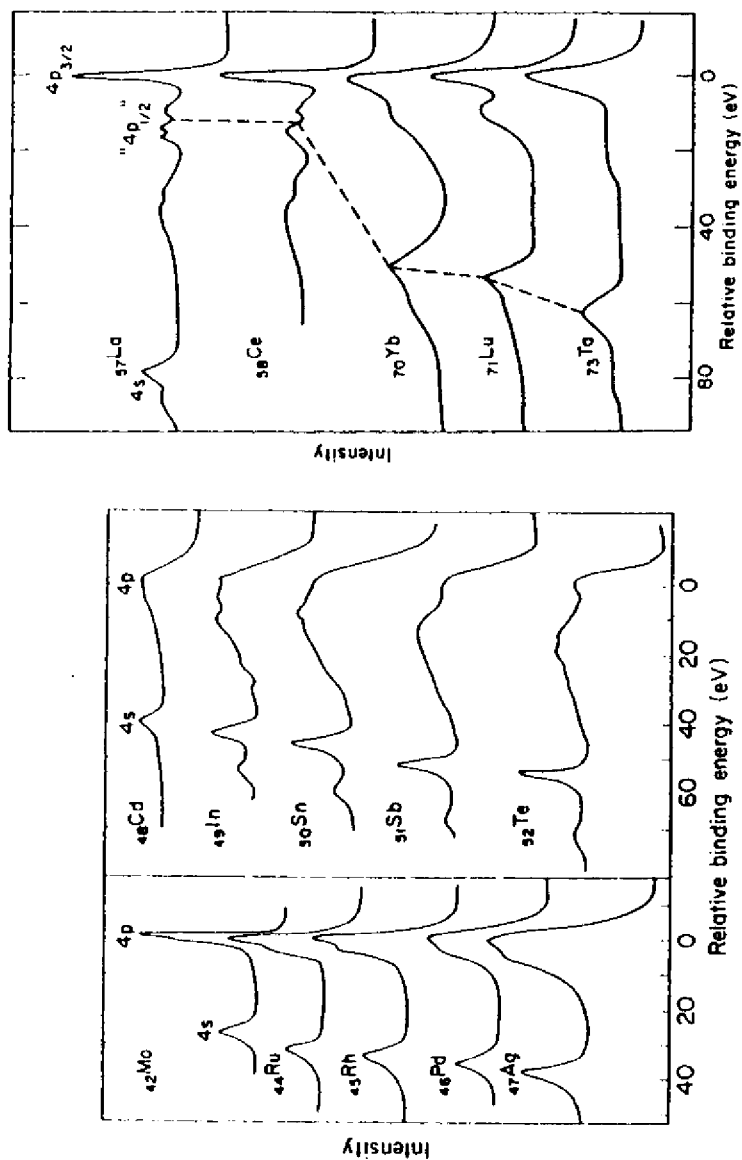 Intensity
42Mo
4s
4p
44Ru
45Rh
46Pd
47Ag
40 20 0
48Cd
4s
4p
49In
50Sn
51Sb
52Te
60 40 20 0
Relative binding energy (eV)
Intensity
57La
4s
"4p1/2"
4p3/2
58Ce
70Yb
71Lu
73Ta
80 40 0
Relative binding energy (eV)